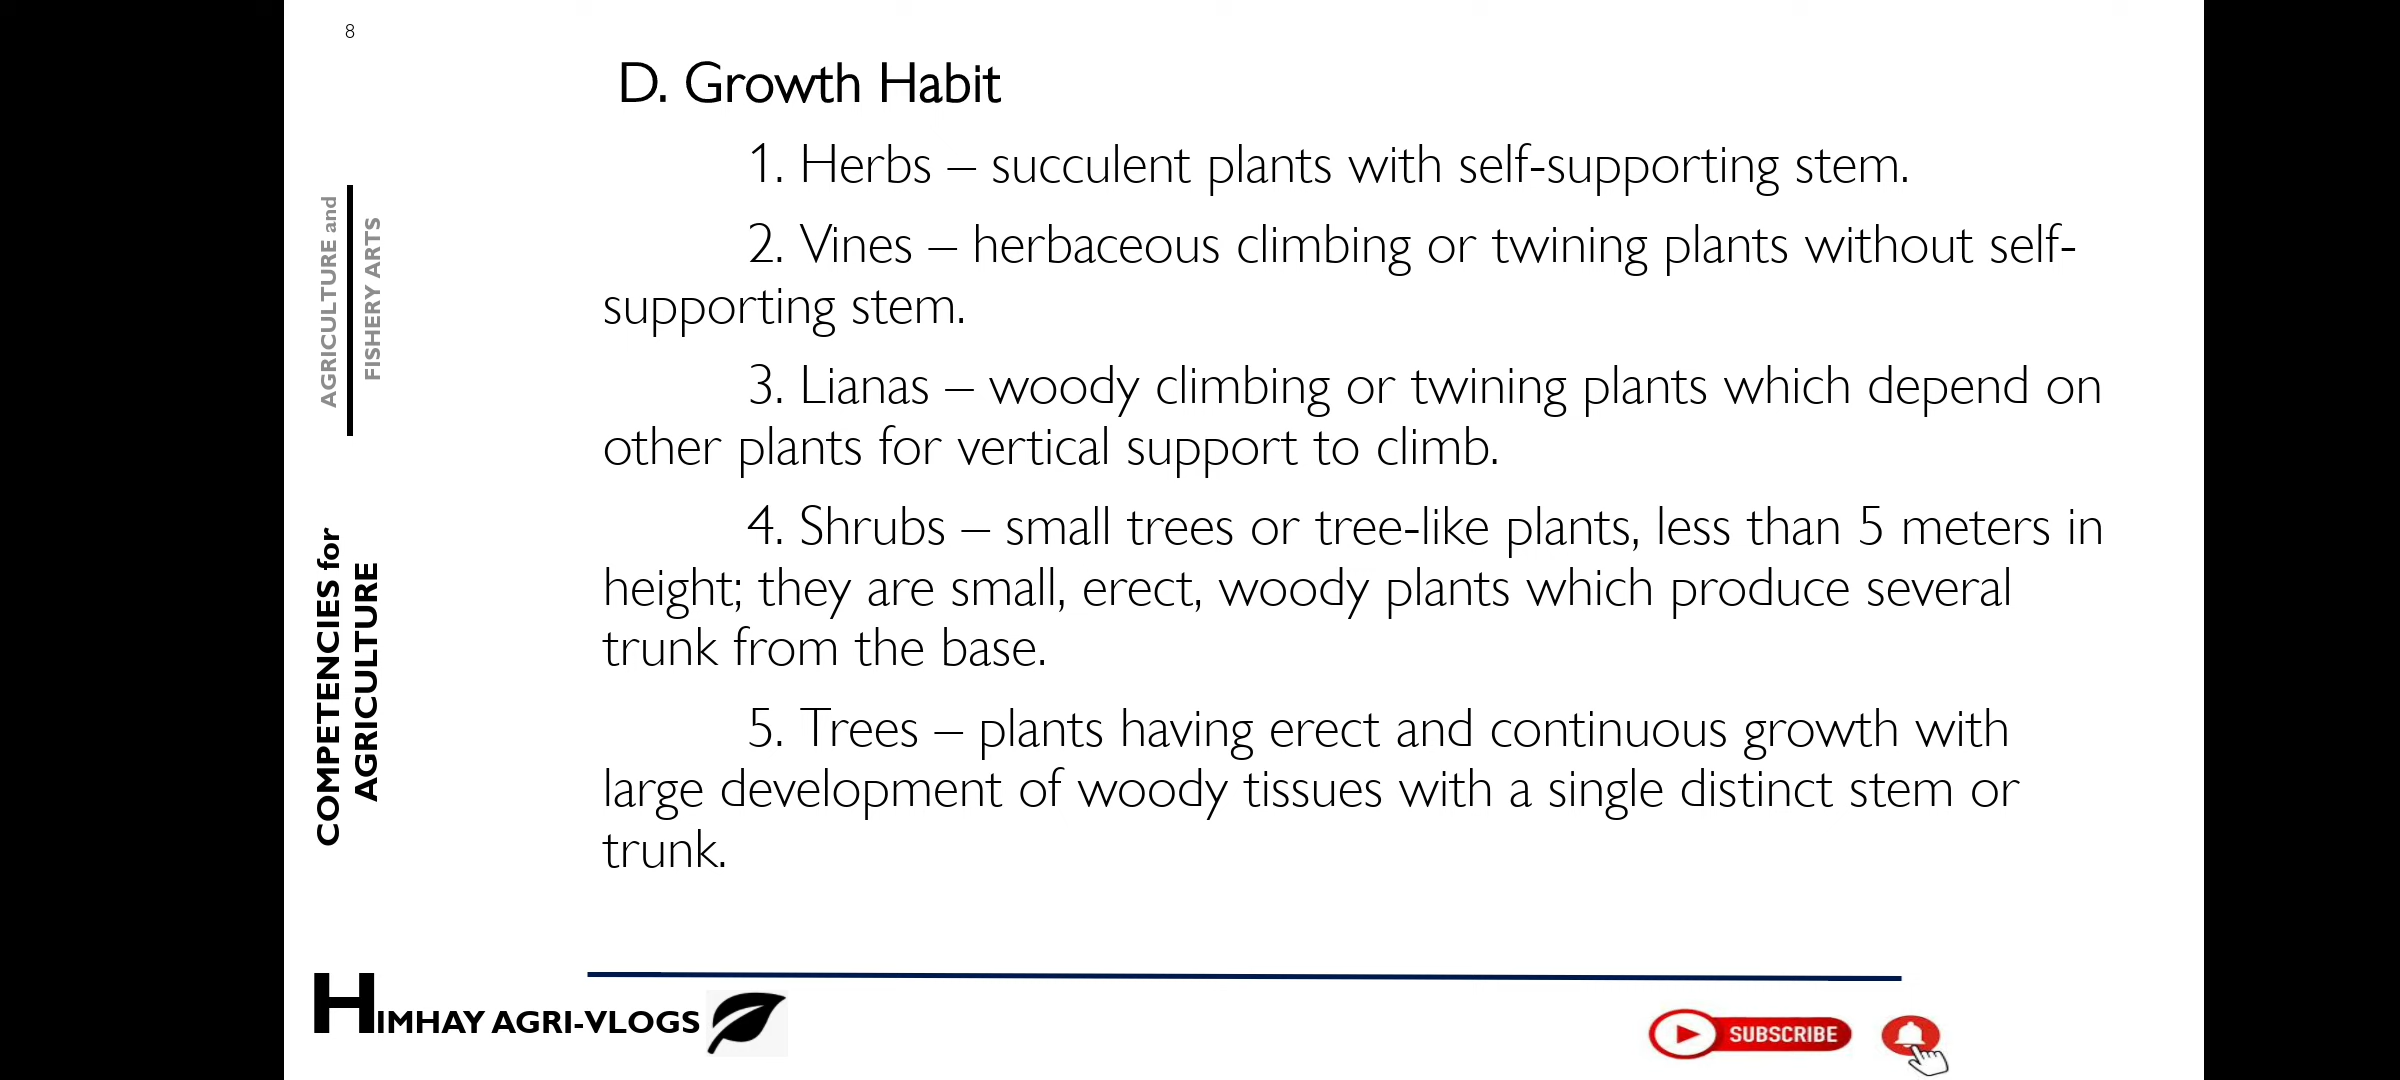 8
D. Growth Habit
1. Herbs – succulent plants with self-supporting stem.
2. Vines – herbaceous climbing or twining plants without self-
supporting stem.
3. Lianas – woody climbing or twining plants which depend on
other plants for vertical support to climb.
4. Shrubs – small trees or tree-like plants, less than 5 meters in
height; they are small, erect, woody plants which produce several
trunk from the base.
5. Trees – plants having erect and continuous growth with
large development of woody tissues with a single distinct stem or
trunk.
AGRICULTURE and
FISHERY ARTS
COMPETENCIES for
AGRICULTURE
HIMHAY AGRI-VLOGS
SUBSCRIBE